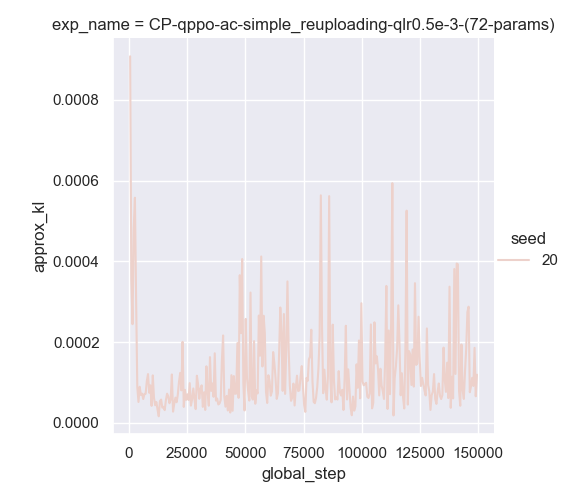 exp_name = CP-qppo-ac-simple_reuploading-qlr0.5e-3-(72-params)
0.0008
0.0006
0.0004
0.0002
0.0000
approx_kl
0 25000 50000 75000 100000 125000 150000
global_step
seed
20